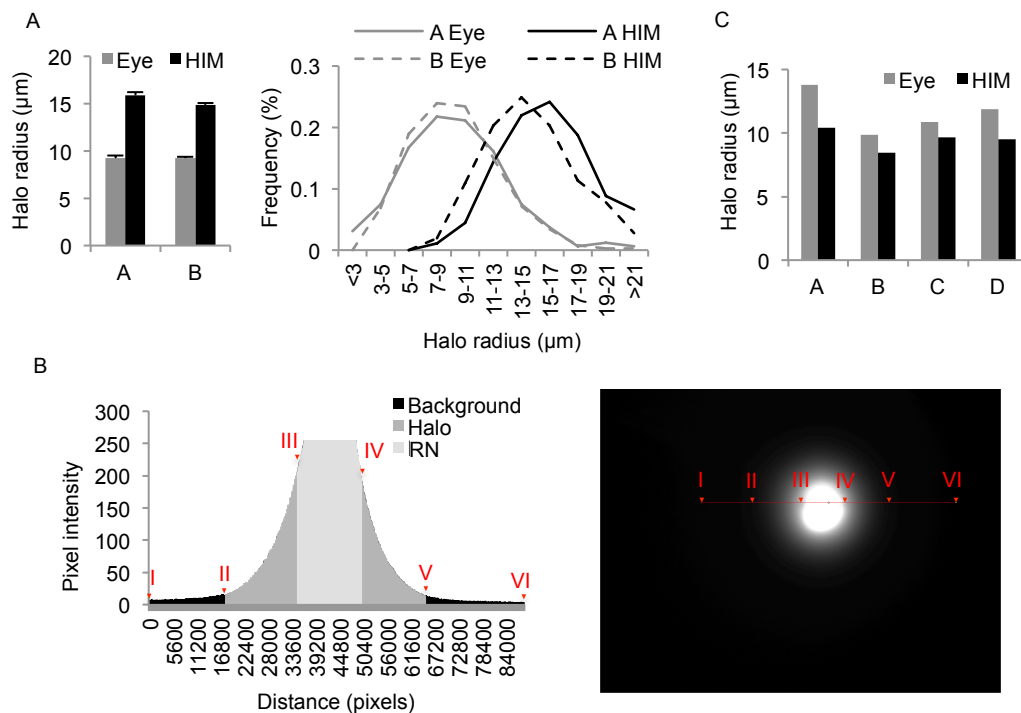 A
Eye HIM
Halo radius (µm)
20
15
10
5
0
A B
A Eye A HIM
B Eye B HIM
Frequency (%)
0.3
0.2
0.1
0
<3 3-5 5-7 7-9 9-11 11-13 13-15 15-17 17-19 19-21 >21
Halo radius (µm)
C
Eye
HIM
Halo radius (µm)
15
10
5
0
A B C D
B
Background
Halo
RN
Pixel intensity
300
250
200
150
100
50
0
I II III IV V VI
0 5600 16800 22400 28000 33600 39200 44800 50400 56000 61600 67200 72800 78400 84000
Distance (pixels)
I II III IV V VI